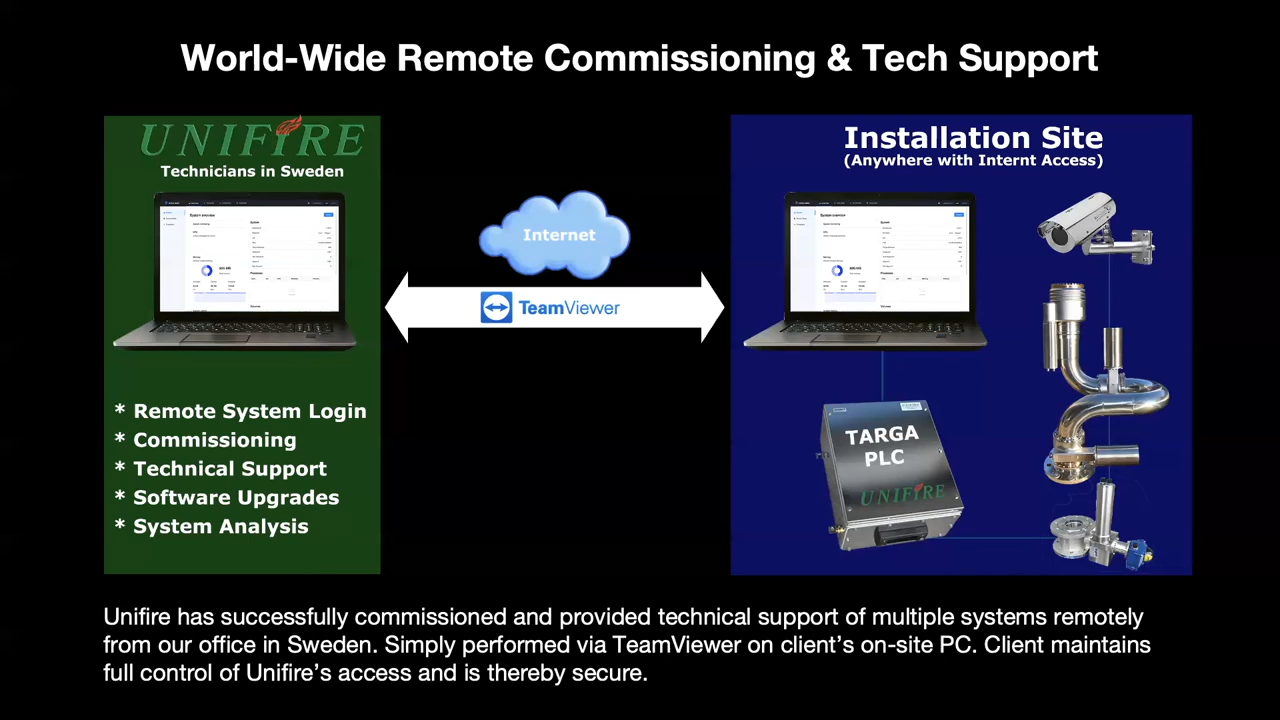 World-Wide Remote Commissioning & Tech Support
UNIFIRE
Technicians in Sweden
Installation Site
(Anywhere with Internt Access)
Internet
TeamViewer
* Remote System Login
* Commissioning
* Technical Support
* Software Upgrades
* System Analysis
TARGA
PLC
UNIFIRE
Unifire has successfully commissioned and provided technical support of multiple systems remotely
from our office in Sweden. Simply performed via TeamViewer on client's on-site PC. Client maintains
full control of Unifire's access and is thereby secure.